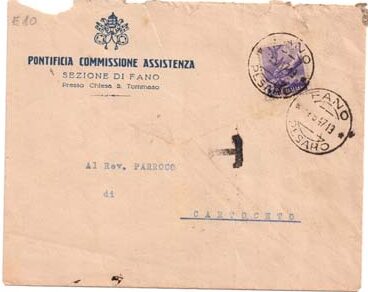 E10
PONTIFICIA COMMISSIONE ASSISTENZA
SEZIONE DI FANO
Presso Chiesa S. Tommaso
FANO
PESARO
FANO
PESARO
T
Al Rev. PARROCO
di
CARTOCETO